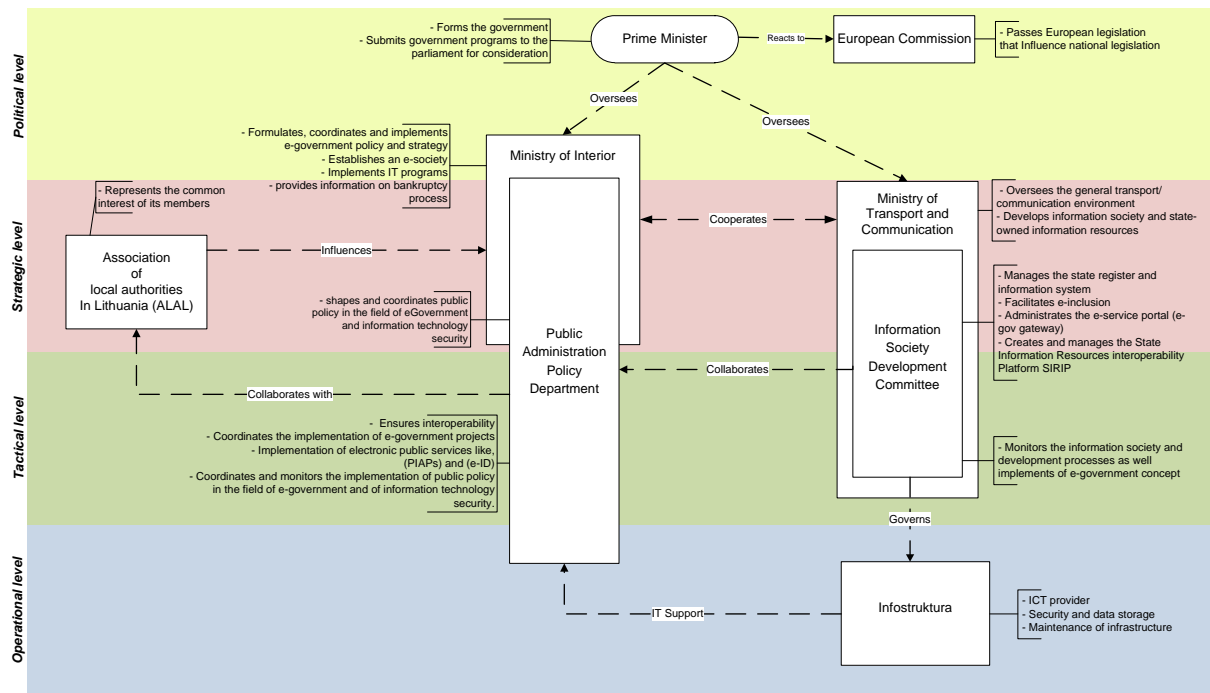 Political level
- Forms the government
- Submits government programs to the
parliament for consideration
Prime Minister
Reacts to
European Commission
- Passes European legislation
that Influence national legislation
Oversees
Oversees
- Formulates, coordinates and implements
e-government policy and strategy
- Establishes an e-society
- Implements IT programs
- provides information on bankruptcy
process
Ministry of Interior
Strategic level
- Represents the common
interest of its members
Association
of
local authorities
In Lithuania (ALAL)
Influences
Cooperates
Ministry of
Transport and
Communication
- Oversees the general transport/
communication environment
- Develops information society and state-
owned information resources
- shapes and coordinates public
policy in the field of eGovernment
and information technology
security
Public
Administration
Policy
Department
Information
Society
Development
Committee
- Manages the state register and
information system
- Facilitates e-inclusion
- Administrates the e-service portal (e-
gov gateway)
- Creates and manages the State
Information Resources interoperability
Platform SIRIP
Tactical level
Collaborates
Collaborates with
- Ensures interoperability
- Coordinates the implementation of e-government projects
- Implementation of electronic public services like,
(PIAPs) and (e-ID)
- Coordinates and monitors the implementation of public policy
in the field of e-government and of information technology
security.
- Monitors the information society and
development processes as well
implements of e-government concept
Governs
Operational level
IT Support
Infostruktura
- ICT provider
- Security and data storage
- Maintenance of infrastructure